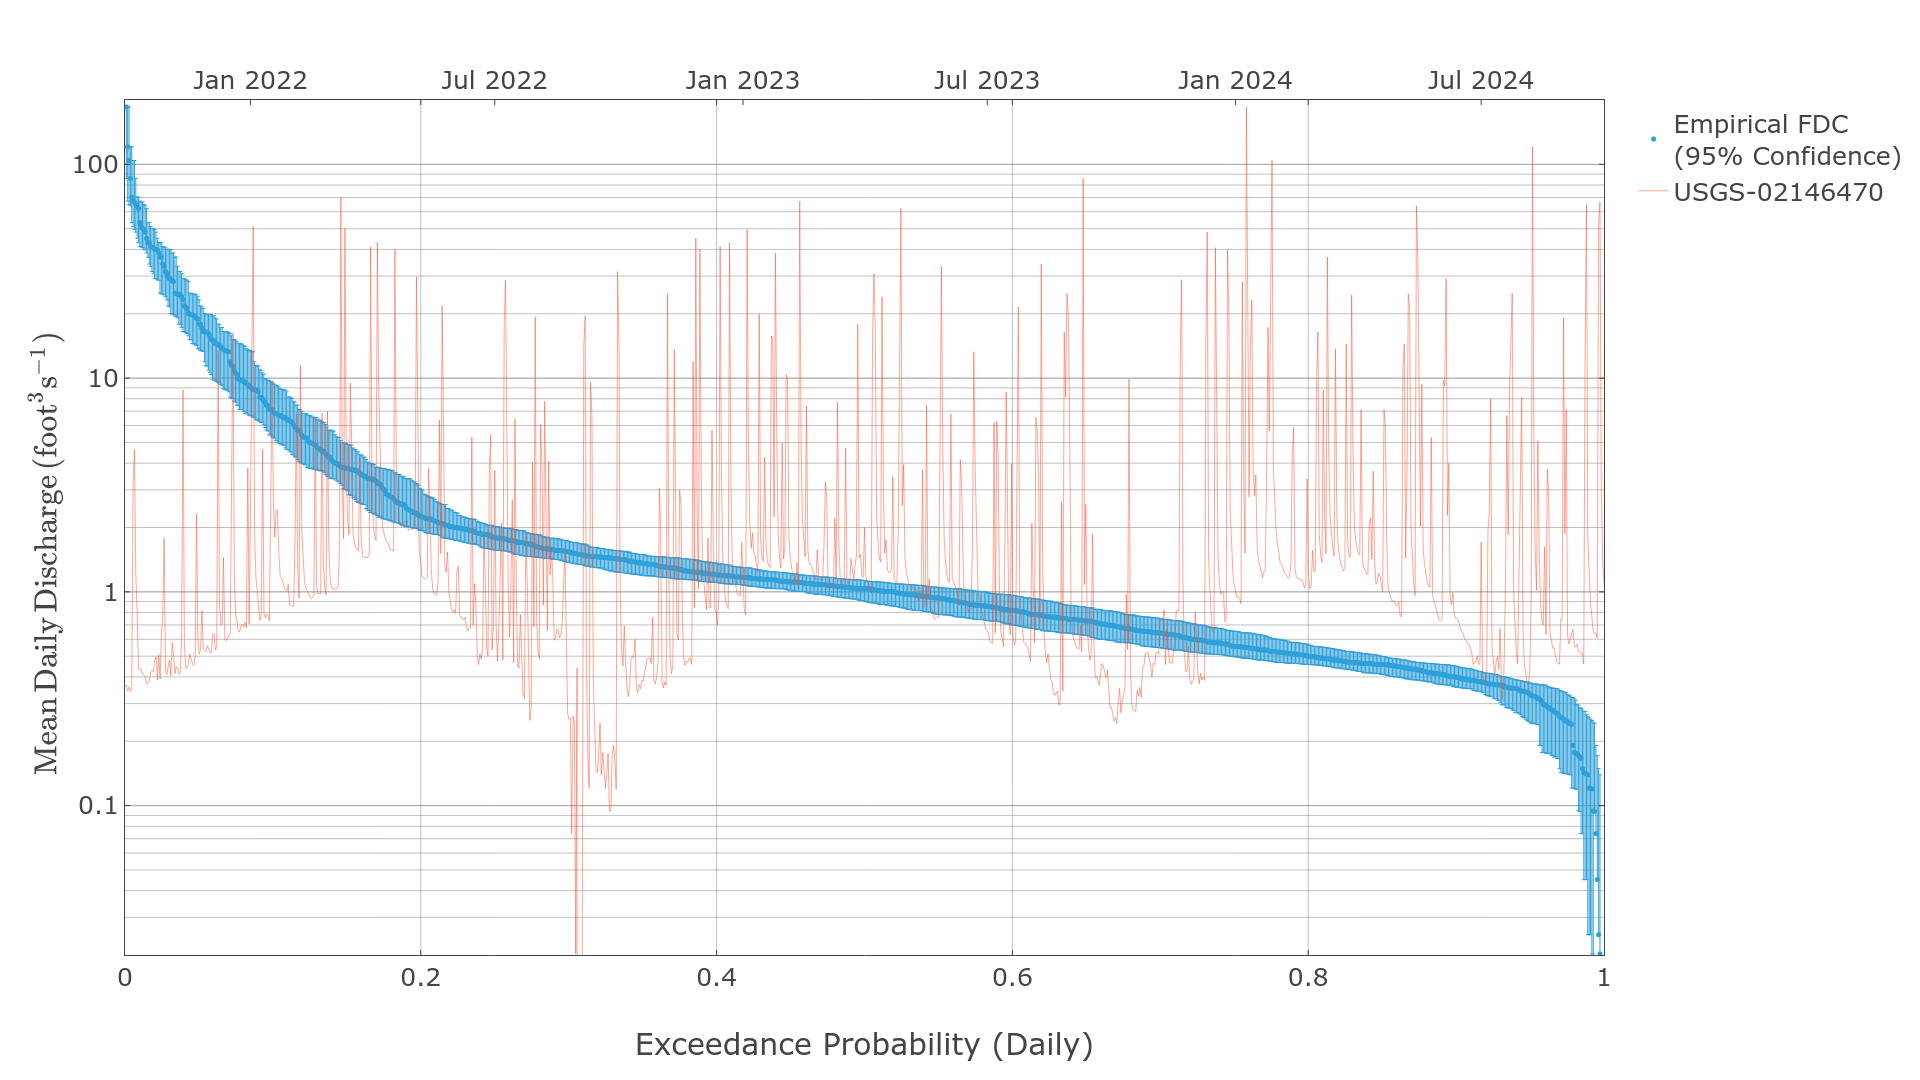 Jan 2022
Jul 2022
Jan 2023
Jul 2023
Jan 2024
Jul 2024
Empirical FDC
(95% Confidence)
USGS-02146470
100
10
1
0.1
Mean Daily Discharge (foot³ s⁻¹)
0
0.2
0.4
0.6
0.8
1
Exceedance Probability (Daily)